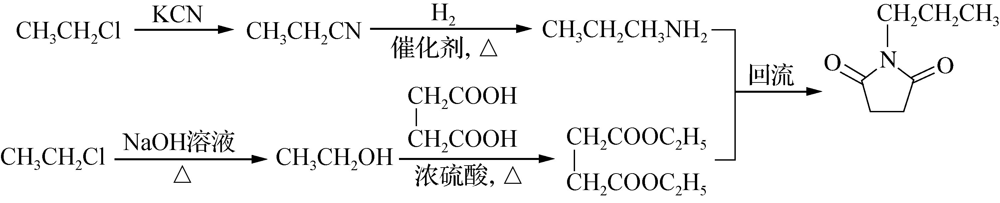 CH₃CH₂Cl KCN CH₃CH₂CN H₂ 催化剂, △ CH₃CH₂CH₃NH₂
CH₃CH₂Cl NaOH溶液 △ CH₃CH₂OH
CH₂COOH
CH₂COOH
浓硫酸, △
CH₂COOC₂H₅
CH₂COOC₂H₅
回流
CH₂CH₂CH₃
N
O O